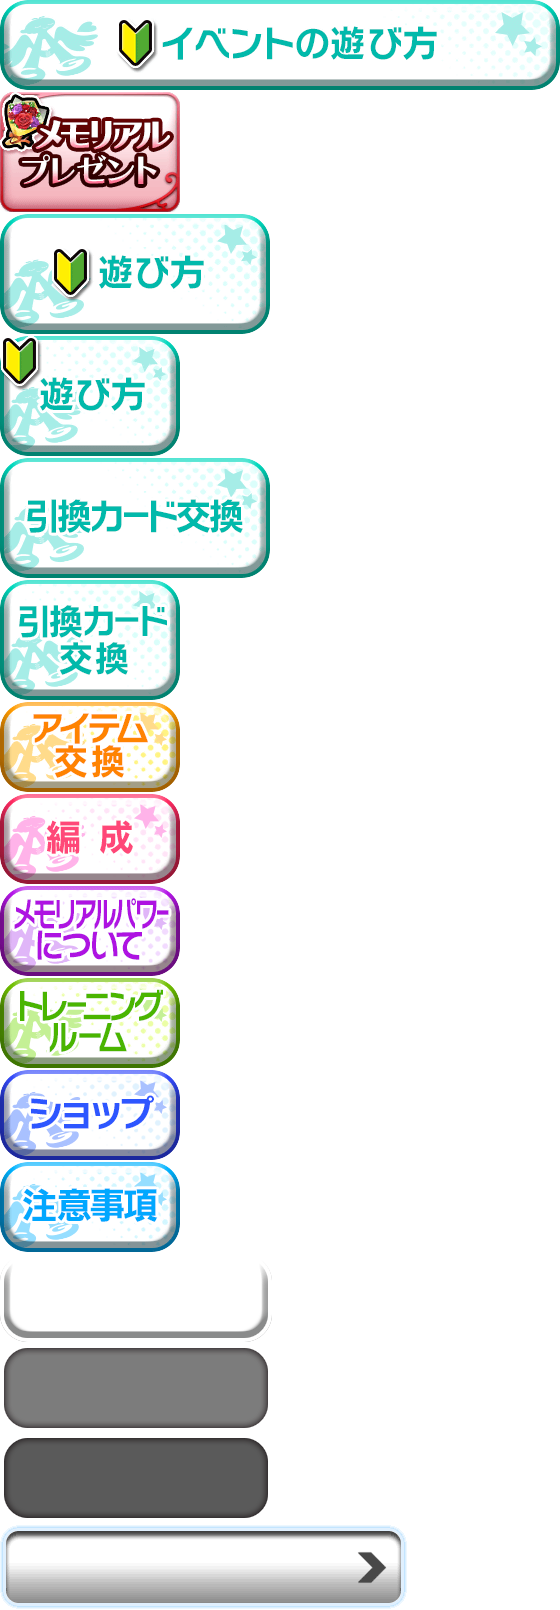 イベントの遊び方
メモリアル
プレゼント
遊び方
遊び方
引換カード交換
引換カード
交換
アイテム
交換
編成
メモリアルパワー
について
トレーニング
ルーム
ショップ
注意事項